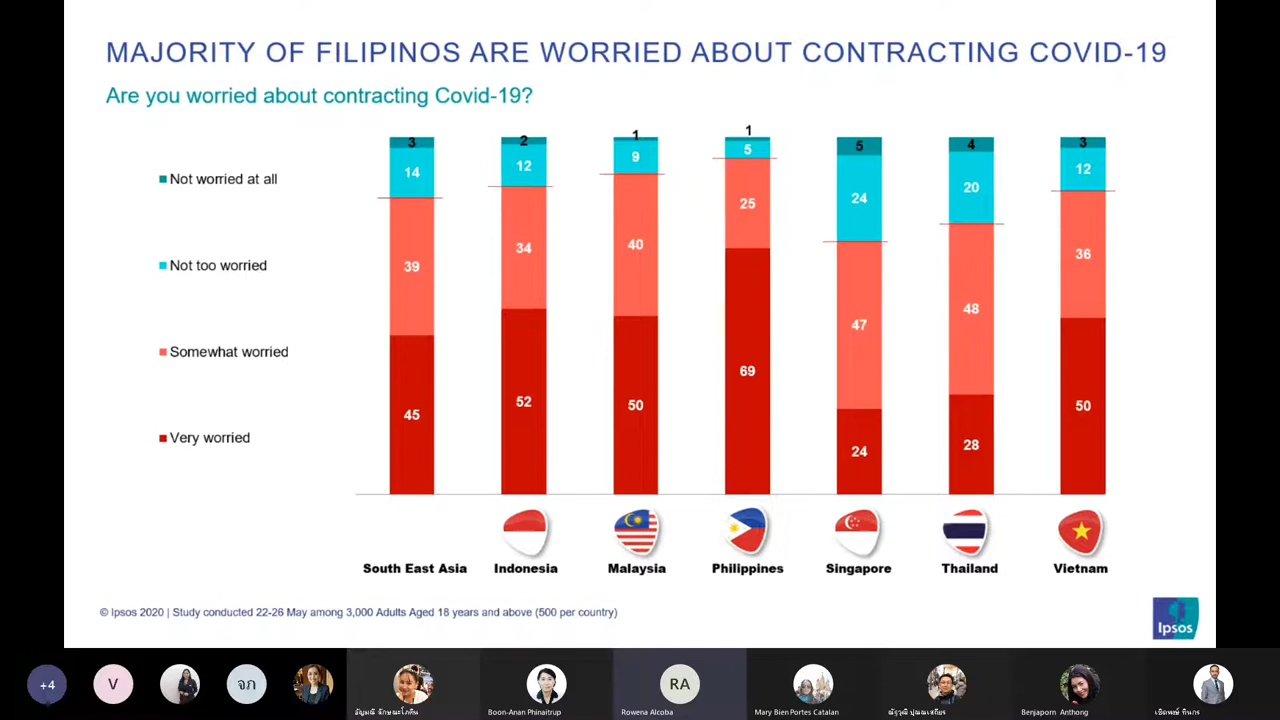 MAJORITY OF FILIPINOS ARE WORRIED ABOUT CONTRACTING COVID-19
Are you worried about contracting Covid-19?
Not worried at all
Not too worried
Somewhat worried
Very worried
3 2 1 1 5 4 3
14 12 9 5 24 20 12
39 34 40 25 47 48 36
45 52 50 69 24 28 50
South East Asia Indonesia Malaysia Philippines Singapore Thailand Vietnam
© Ipsos 2020 | Study conducted 22-26 May among 3,000 Adults Aged 18 years and above (500 per country)
Ipsos
+4 V จภ RA
Boon-Anan Phinaitrup Rowena Alcoba Mary Bien Portes Catalan Benjaporn Anthong